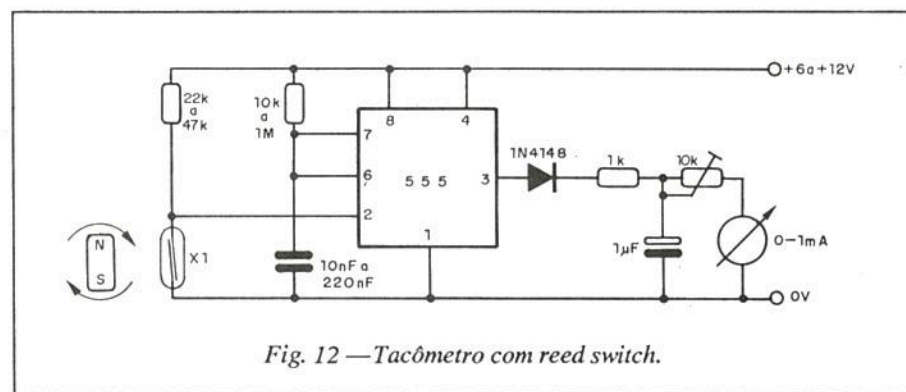 +6a+12V
22k
a
47k
10k
a
1M
8
4
7
6
2
555
3
1
1N4148
1k
10k
1µF
0-1mA
N
S
X1
10nF a
220nF
0V
Fig. 12 — Tacômetro com reed switch.